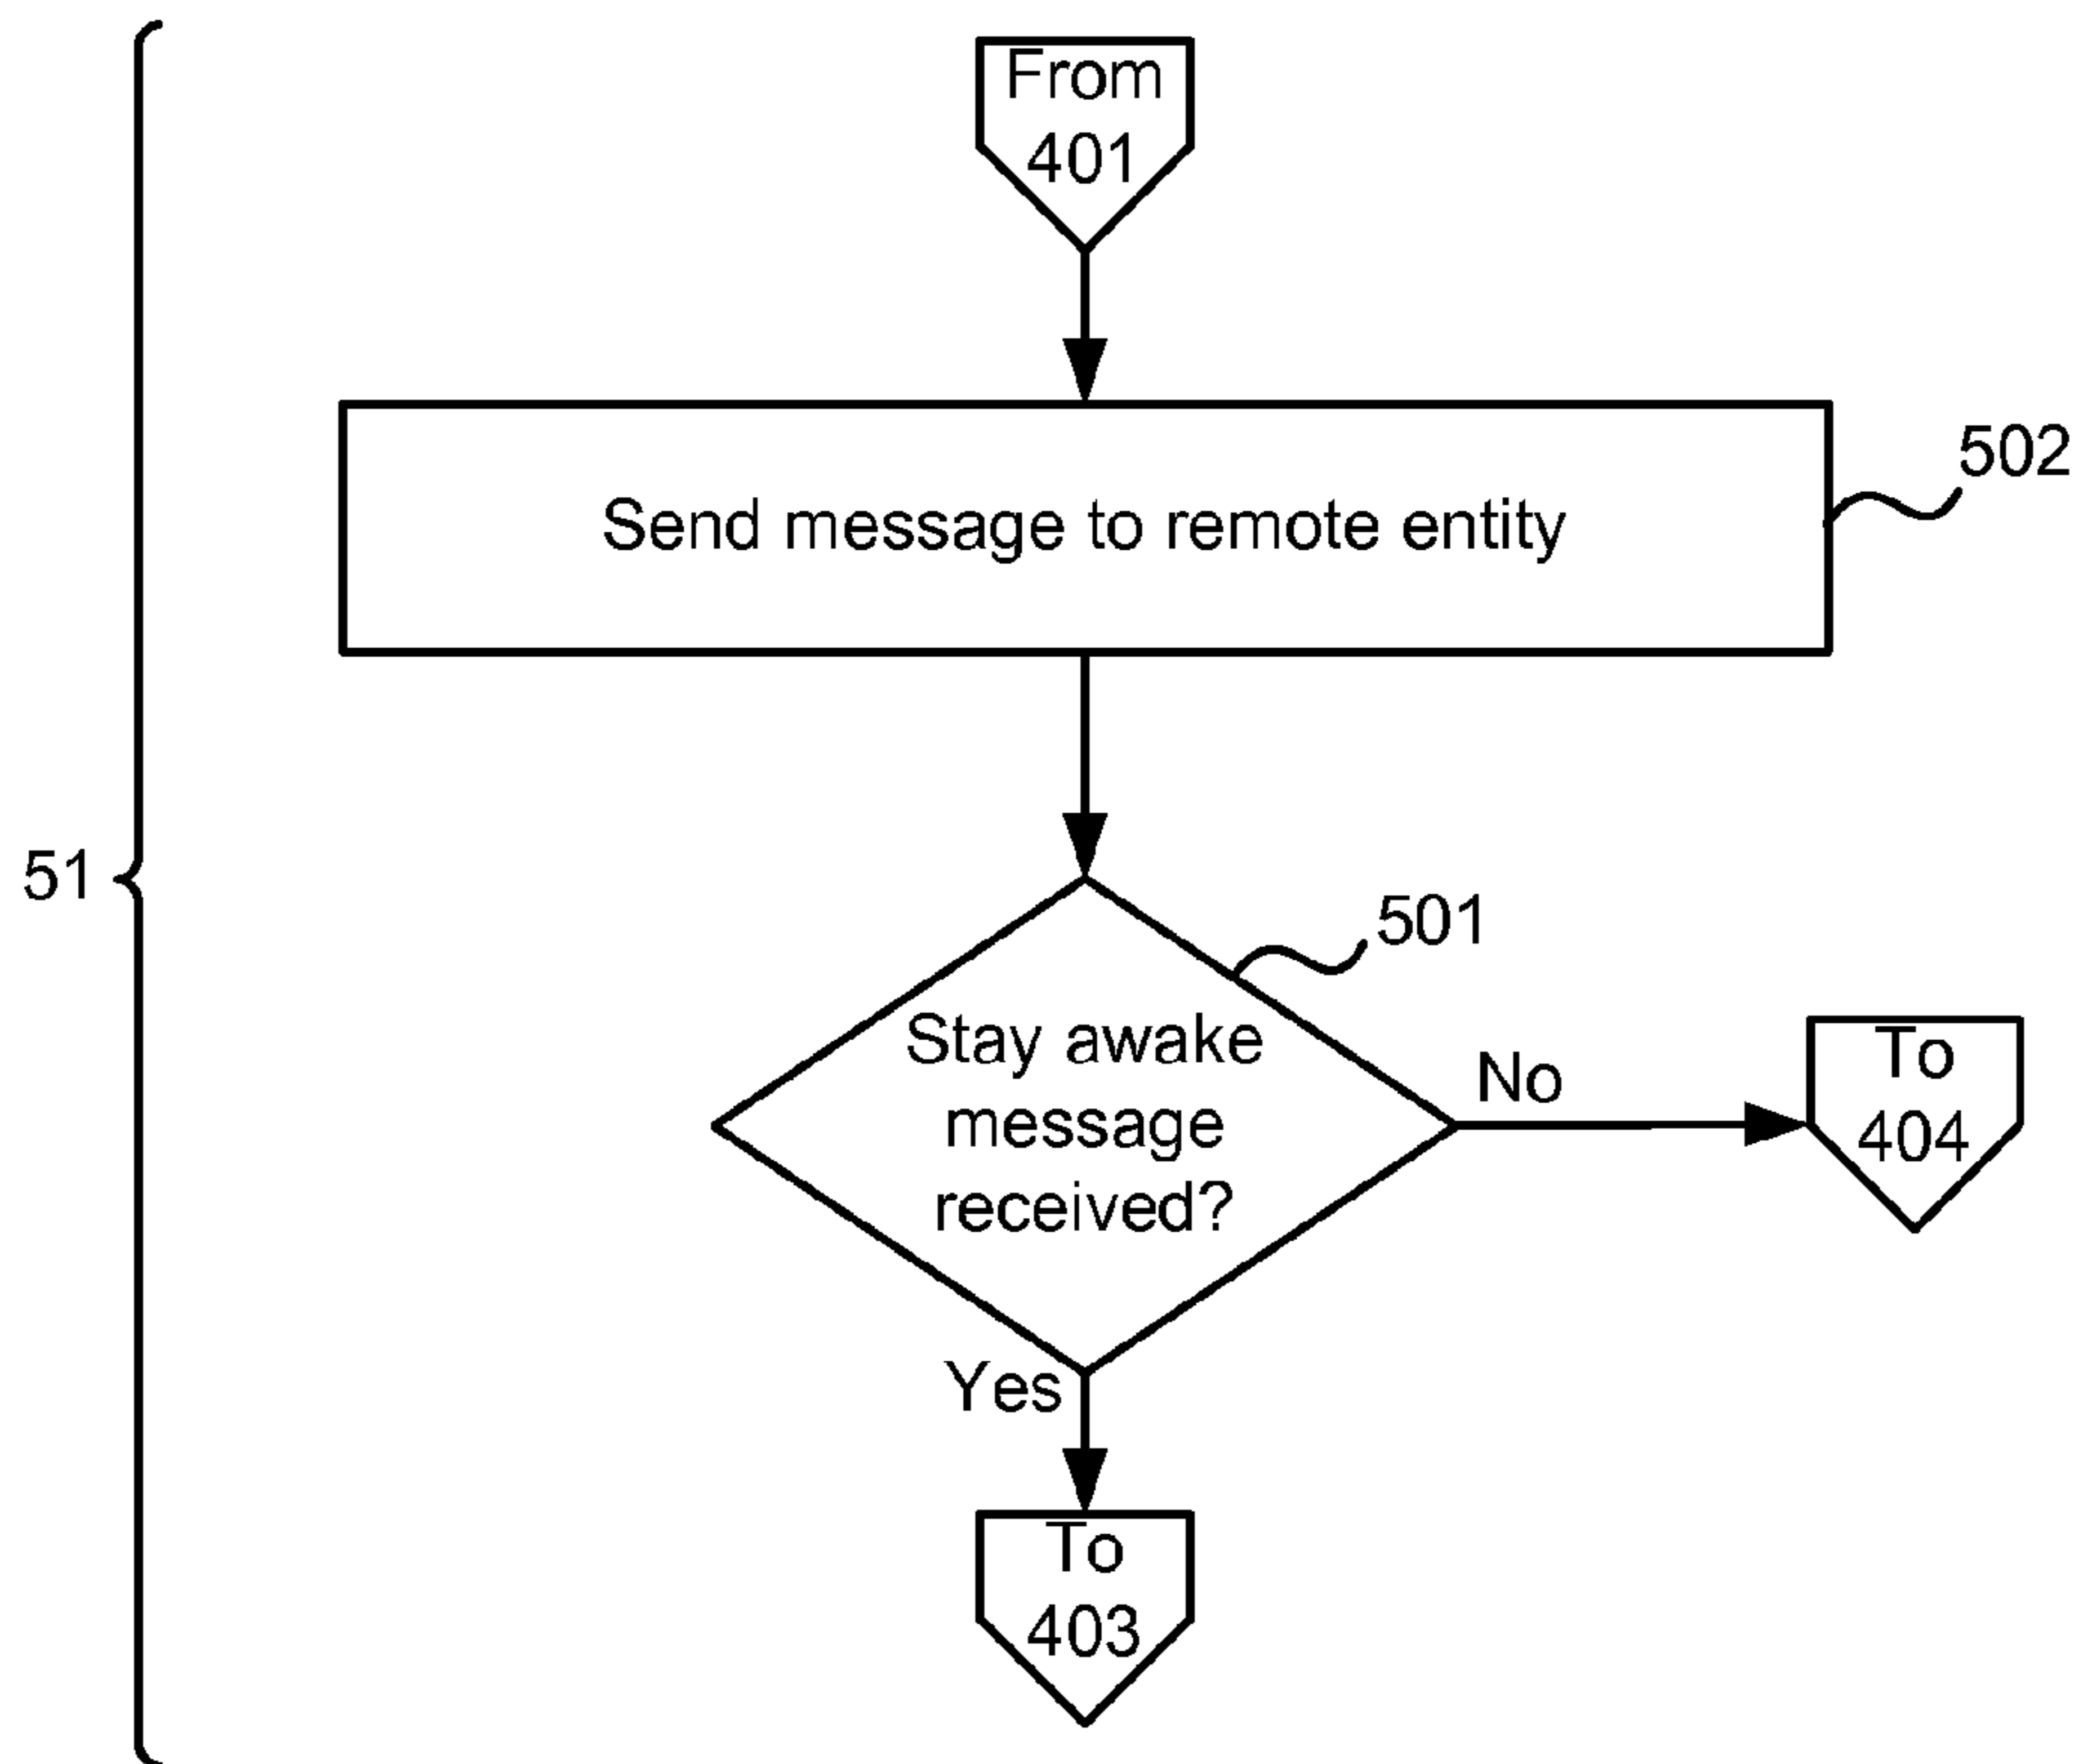 From
401
502
Send message to remote entity
51
501
Stay awake
message
received?
No
To
404
Yes
To
403